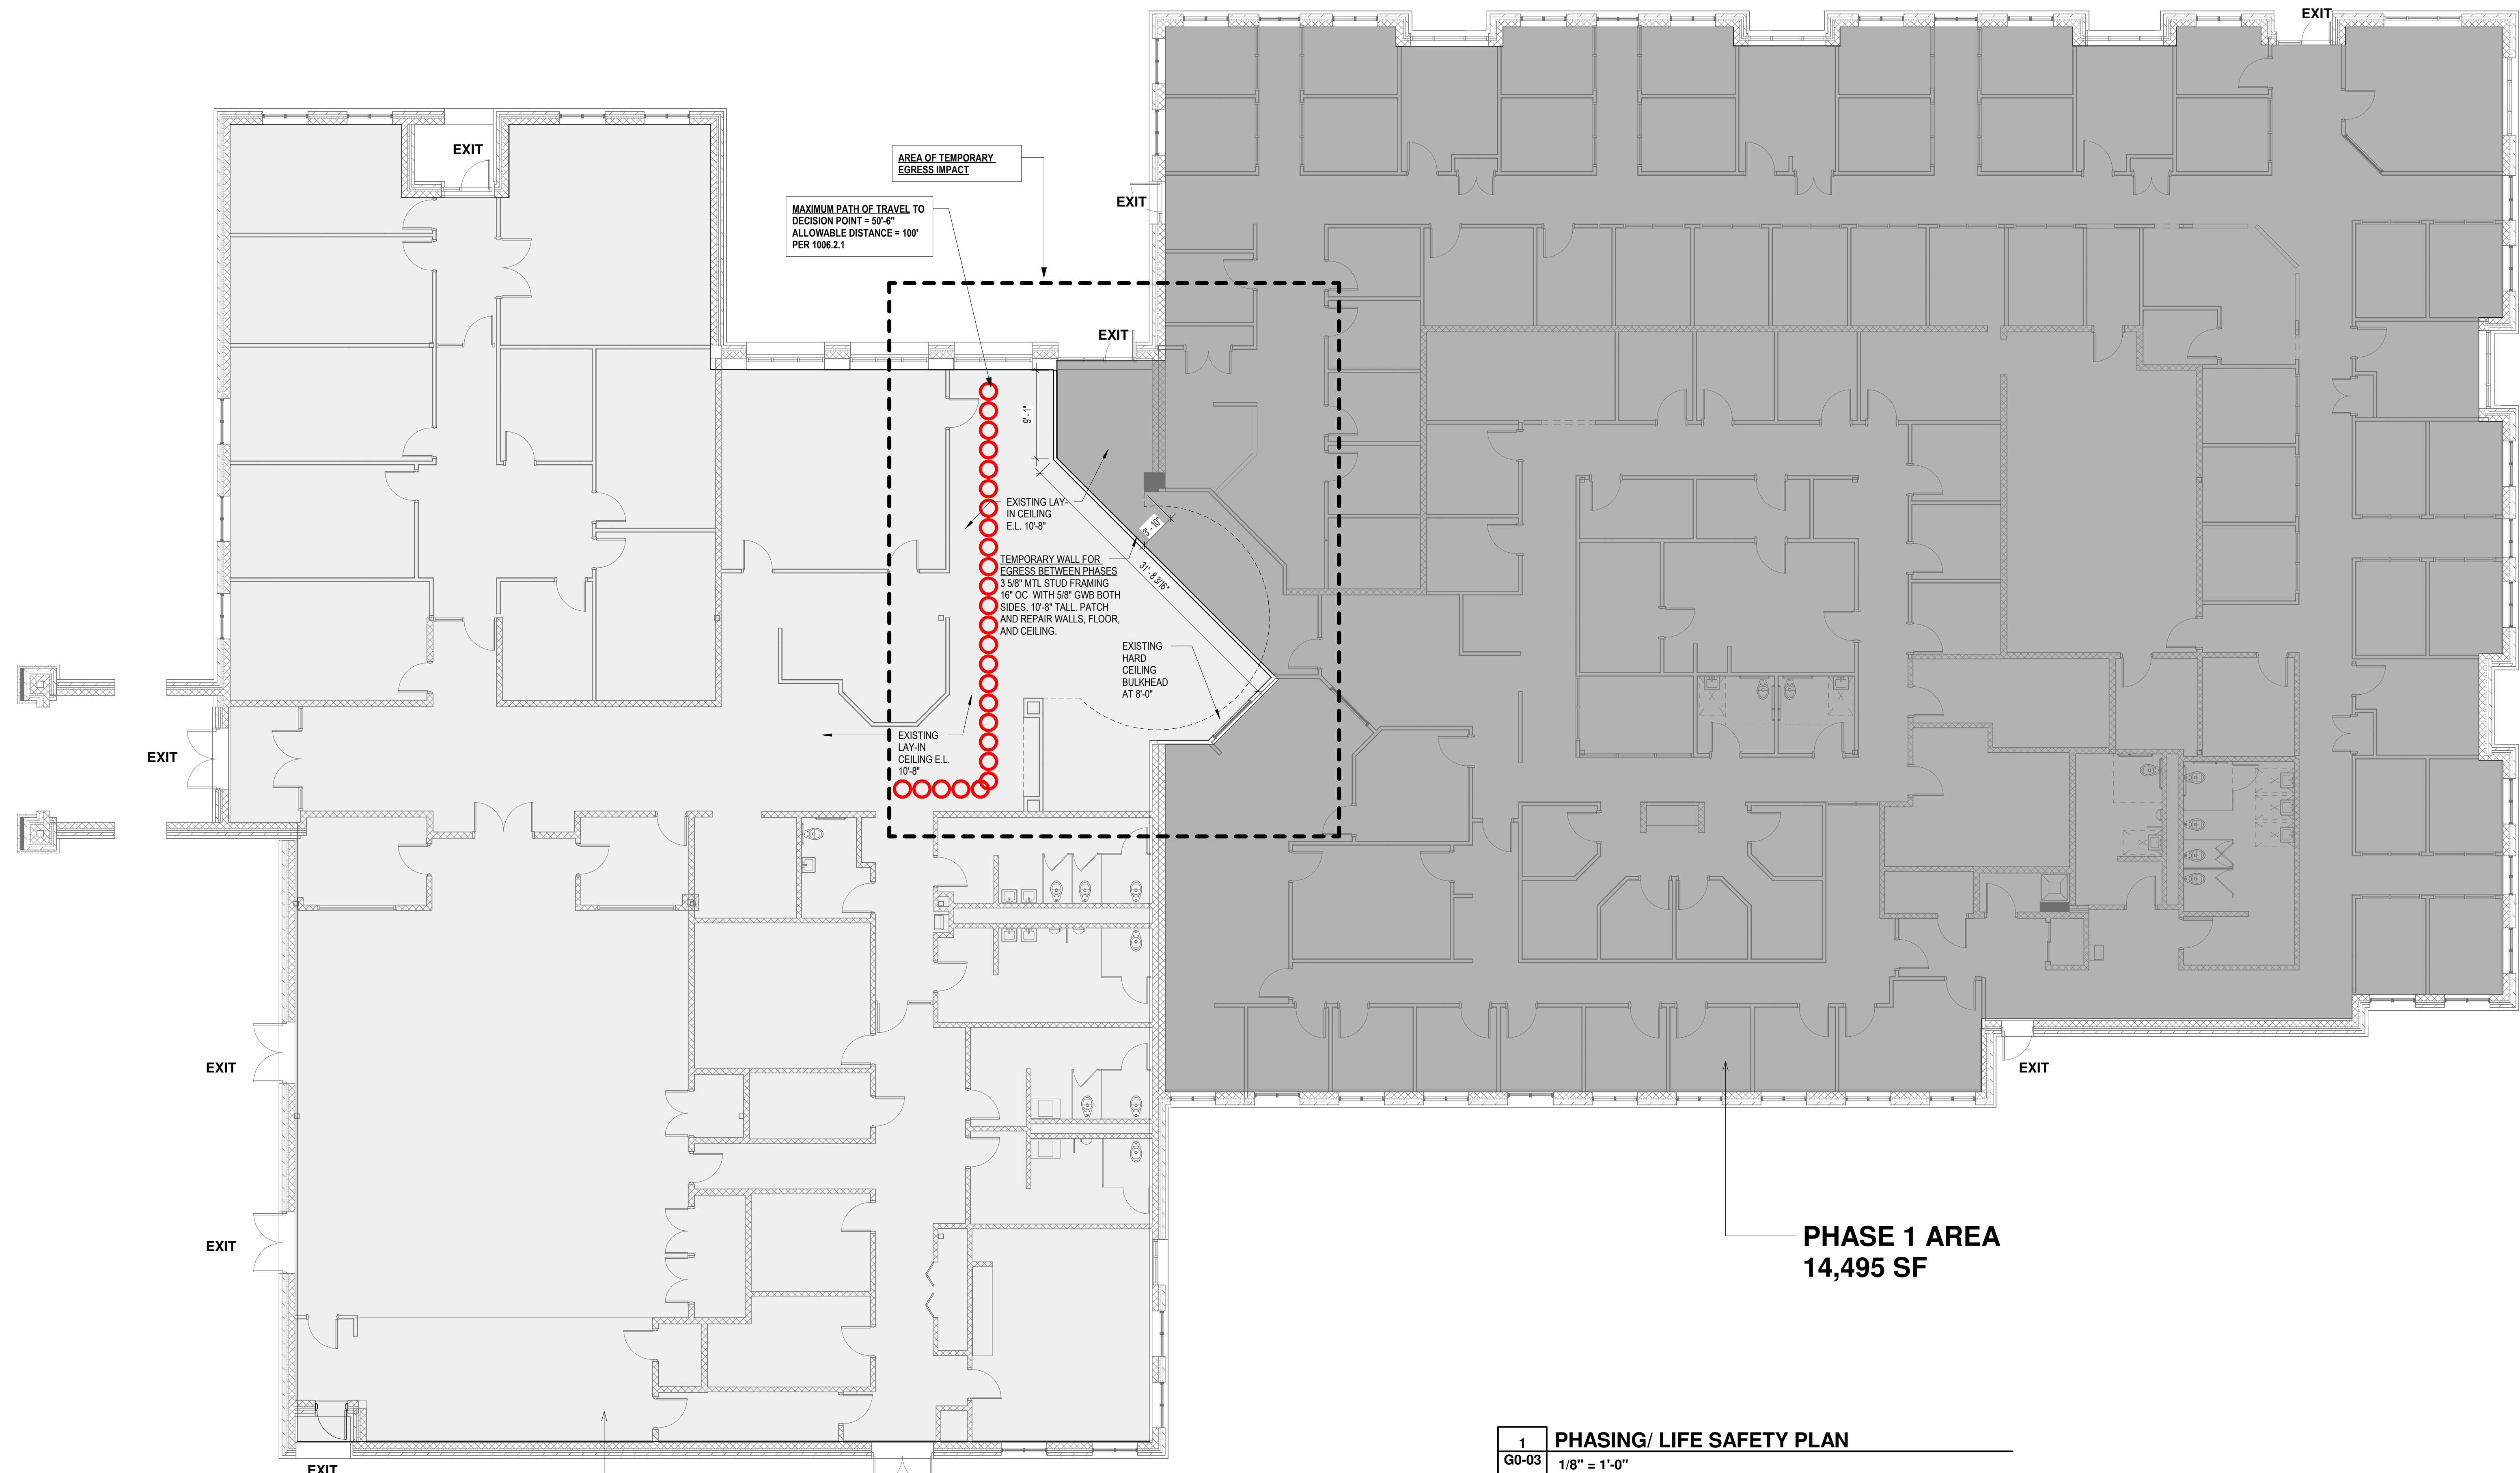 EXIT
EXIT
AREA OF TEMPORARY
EGRESS IMPACT
EXIT
MAXIMUM PATH OF TRAVEL TO
DECISION POINT = 50'-6"
ALLOWABLE DISTANCE = 100'
PER 1006.2.1
EXIT
9' - 1"
EXISTING LAY-
IN CEILING
E.L. 10'-8"
3' - 10"
TEMPORARY WALL FOR
EGRESS BETWEEN PHASES
3 5/8" MTL STUD FRAMING
16" OC WITH 5/8" GWB BOTH
SIDES. 10'-8" TALL. PATCH
AND REPAIR WALLS, FLOOR,
AND CEILING.
31' - 8 3/16"
EXISTING
HARD
CEILING
BULKHEAD
AT 8'-0"
EXISTING
LAY-IN
CEILING E.L.
10'-8"
EXIT
EXIT
EXIT
EXIT
PHASE 1 AREA
14,495 SF
1
G0-03
PHASING/ LIFE SAFETY PLAN
1/8" = 1'-0"
EXIT